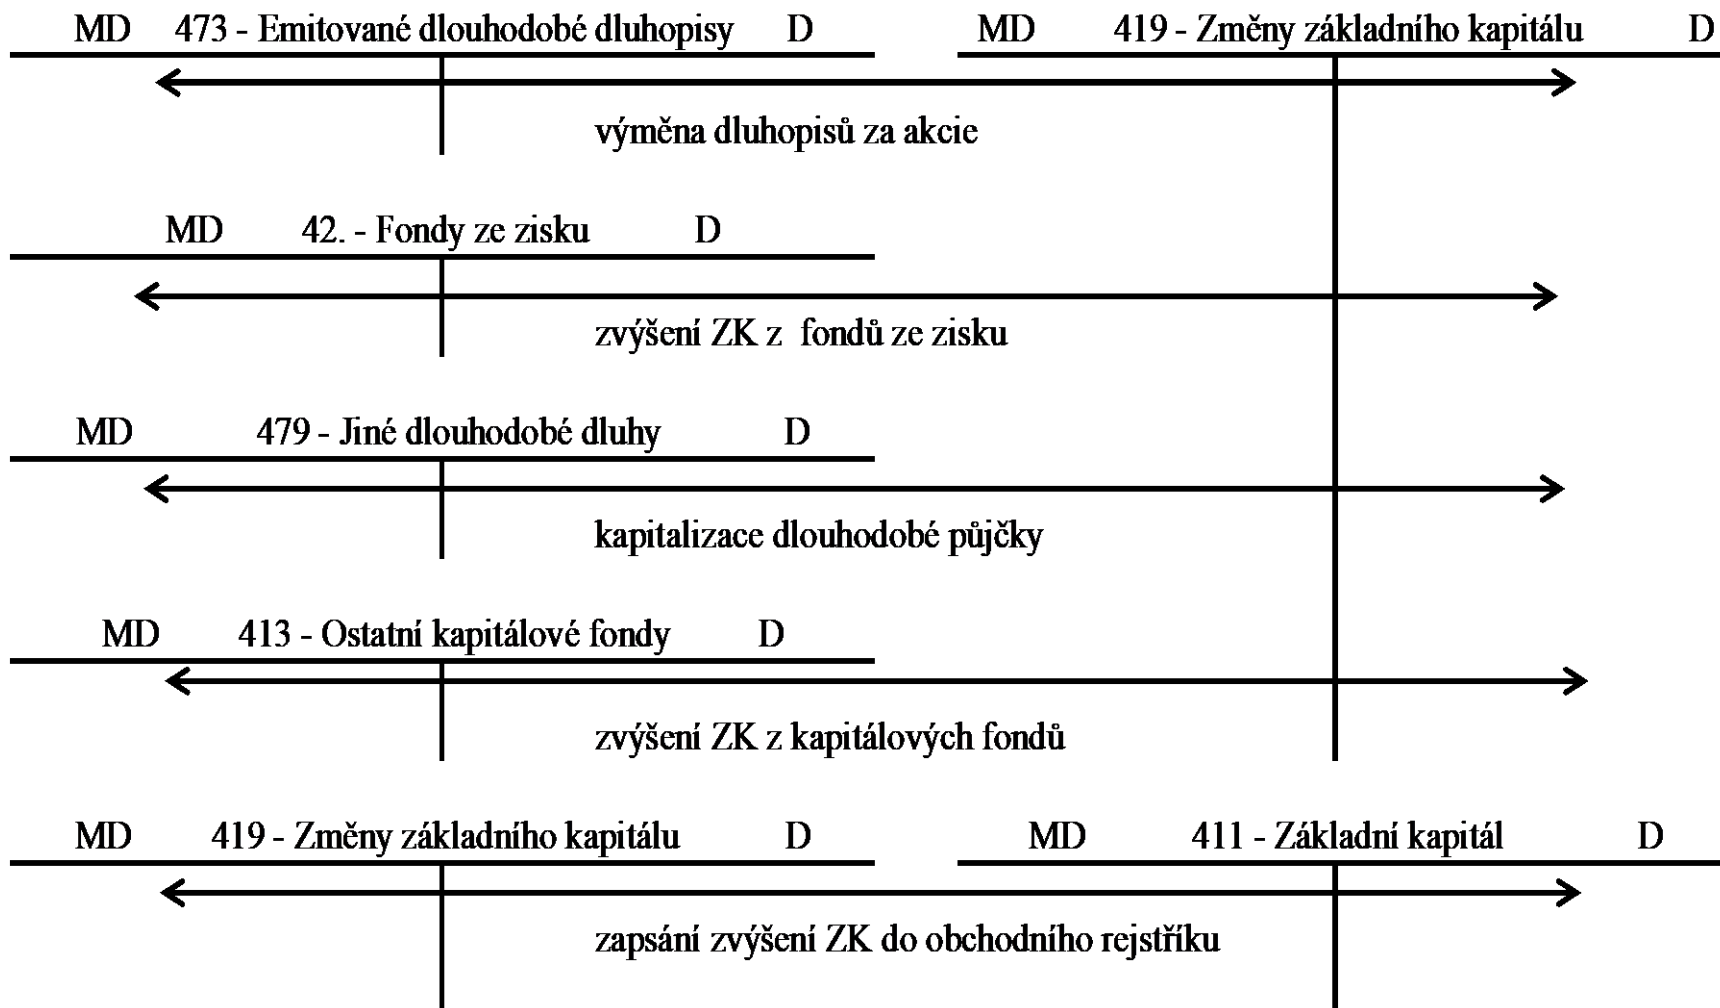 MD 473 - Emitované dlouhodobé dluhopisy D MD 419 - Změny základního kapitálu D
výměna dluhopisů za akcie
MD 42. - Fondy ze zisku D
zvýšení ZK z fondů ze zisku
MD 479 - Jiné dlouhodobé dluhy D
kapitalizace dlouhodobé půjčky
MD 413 - Ostatní kapitálové fondy D
zvýšení ZK z kapitálových fondů
MD 419 - Změny základního kapitálu D MD 411 - Základní kapitál D
zapsání zvýšení ZK do obchodního rejstříku